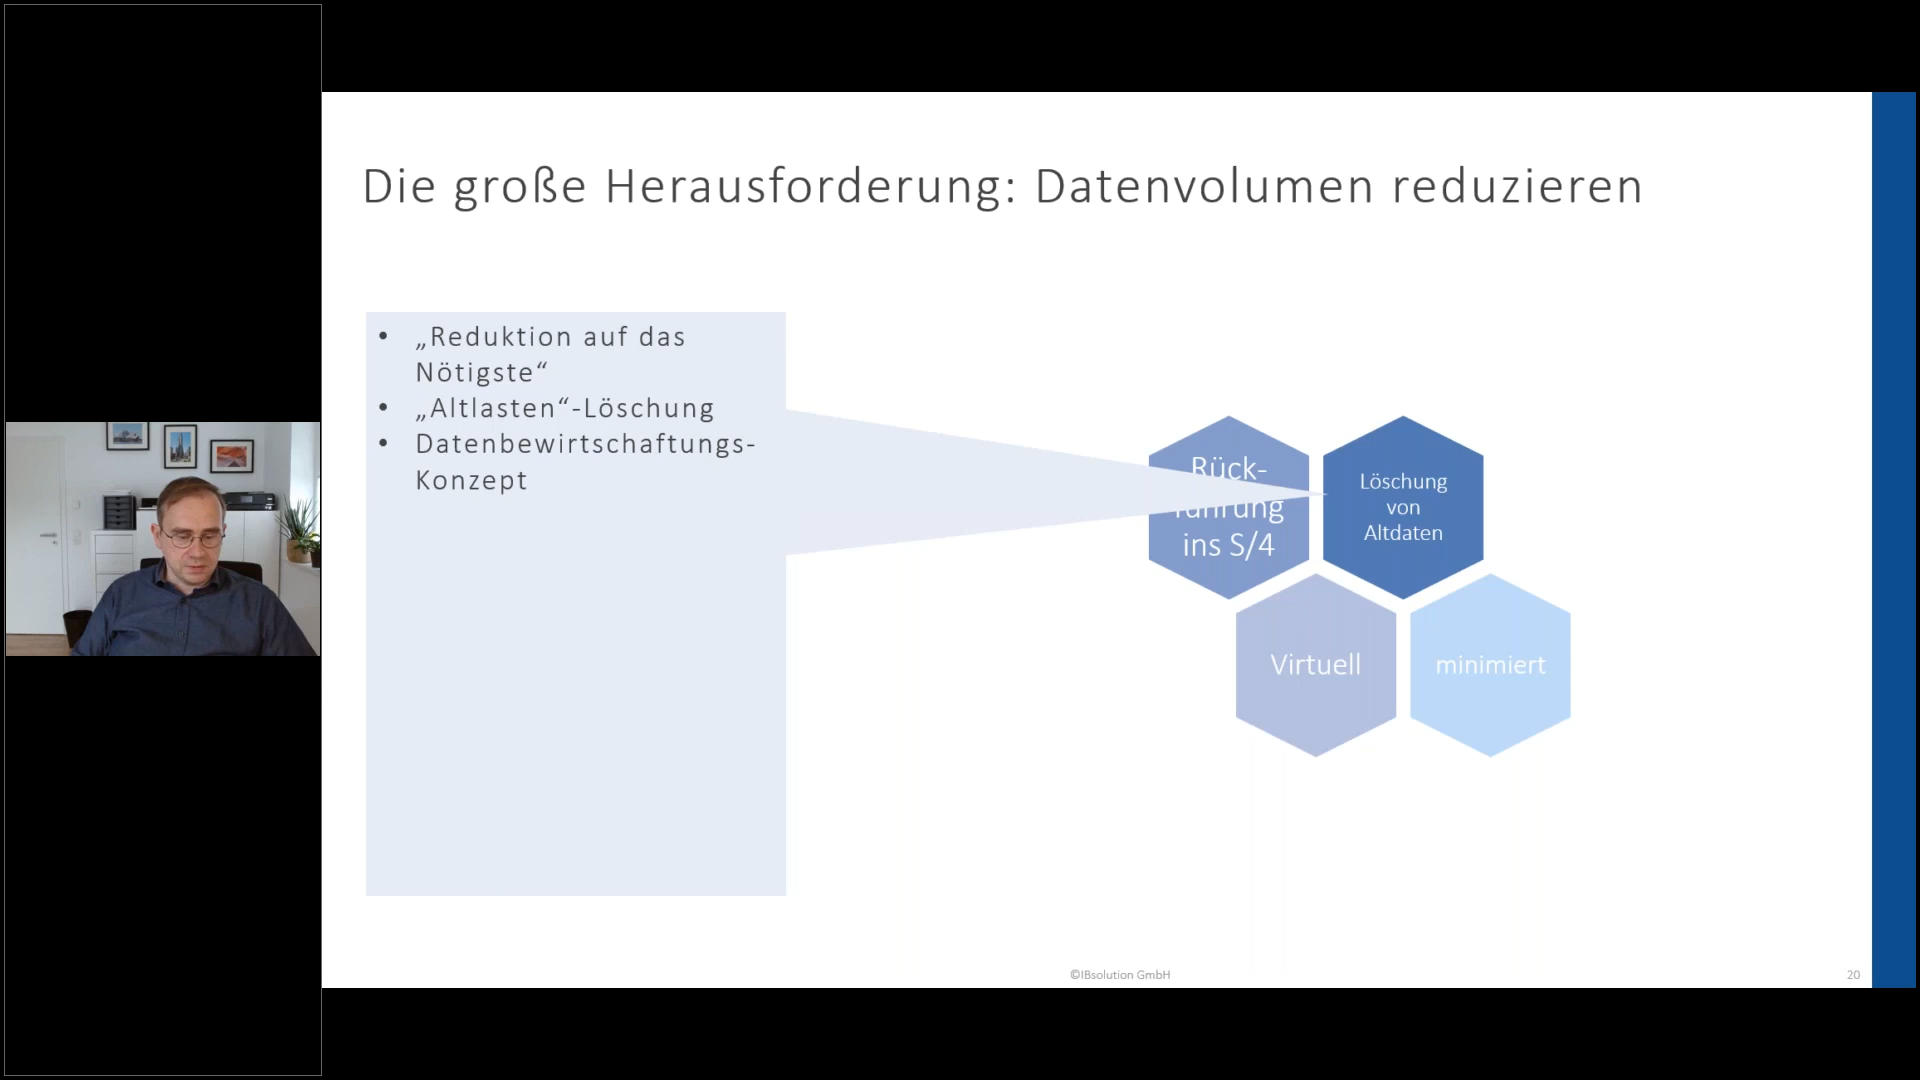 Die große Herausforderung: Datenvolumen reduzieren
• „Reduktion auf das
Nötigste“
• „Altlasten“-Löschung
• Datenbewirtschaftungs-
Konzept
Rück-
führung
ins S/4
Löschung
von
Altdaten
Virtuell
minimiert
©IBsolution GmbH
20